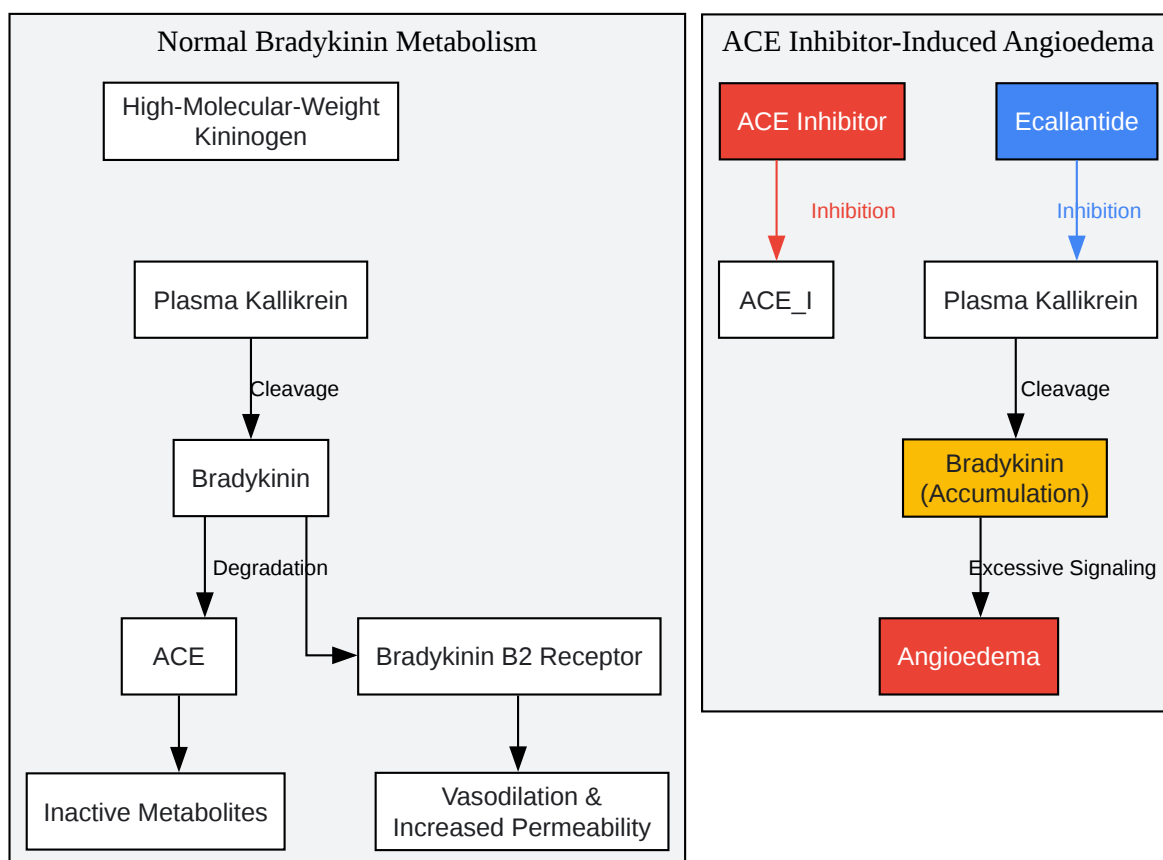 Normal Bradykinin Metabolism
High-Molecular-Weight
Kininogen
Plasma Kallikrein
Cleavage
Bradykinin
Degradation
ACE
Bradykinin B2 Receptor
Inactive Metabolites
Vasodilation &
Increased Permeability
ACE Inhibitor-Induced Angioedema
ACE Inhibitor
Ecallantide
Inhibition
Inhibition
ACE_I
Plasma Kallikrein
Cleavage
Bradykinin
(Accumulation)
Excessive Signaling
Angioedema